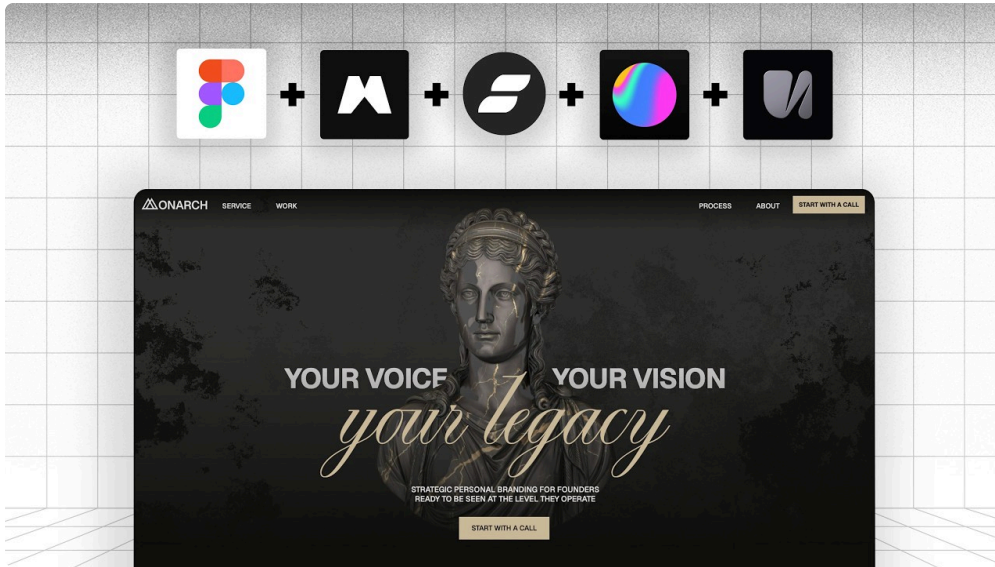 MONARCH
SERVICE
WORK
PROCESS
ABOUT
START WITH A CALL
YOUR VOICE
YOUR VISION
your legacy
STRATEGIC PERSONAL BRANDING FOR FOUNDERS
READY TO BE SEEN AT THE LEVEL THEY OPERATE
START WITH A CALL